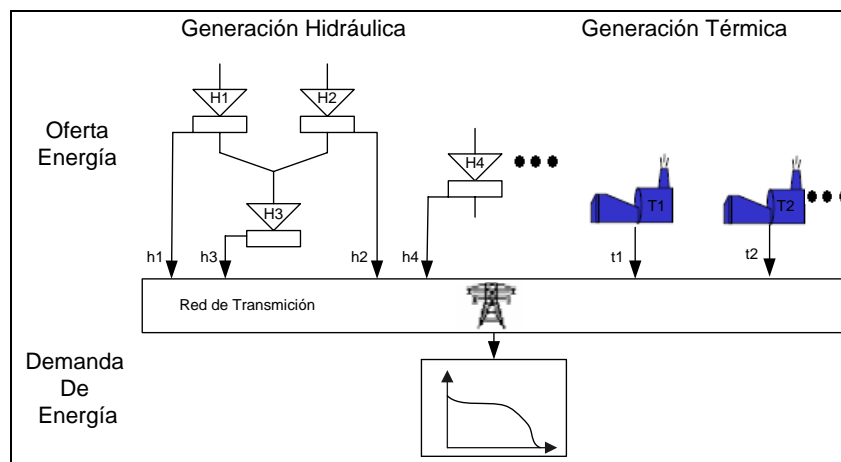 Generación Hidráulica
Generación Térmica
H1
H2
Oferta
Energía
H4
T1
T2
H3
h1
h3
h2
h4
t1
t2
Red de Transmición
Demanda
De
Energía